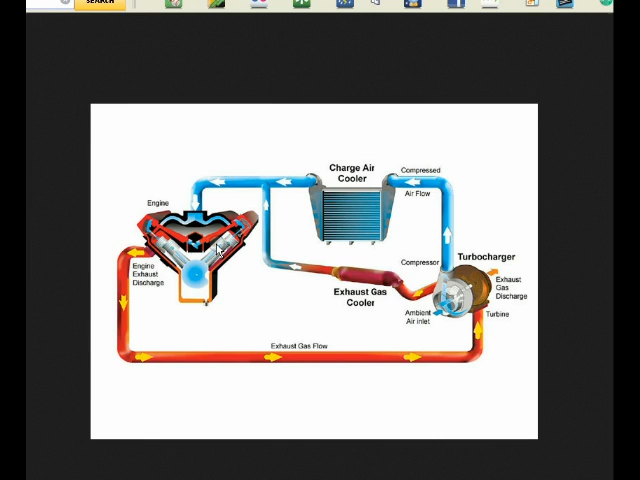 SEARCH
Charge Air
Cooler
Compressed
Air Flow
Engine
Engine
Exhaust
Discharge
Compressor
Turbocharger
Exhaust
Gas
Discharge
Exhaust Gas
Cooler
Ambient
Air inlet
Turbine
Exhaust Gas Flow